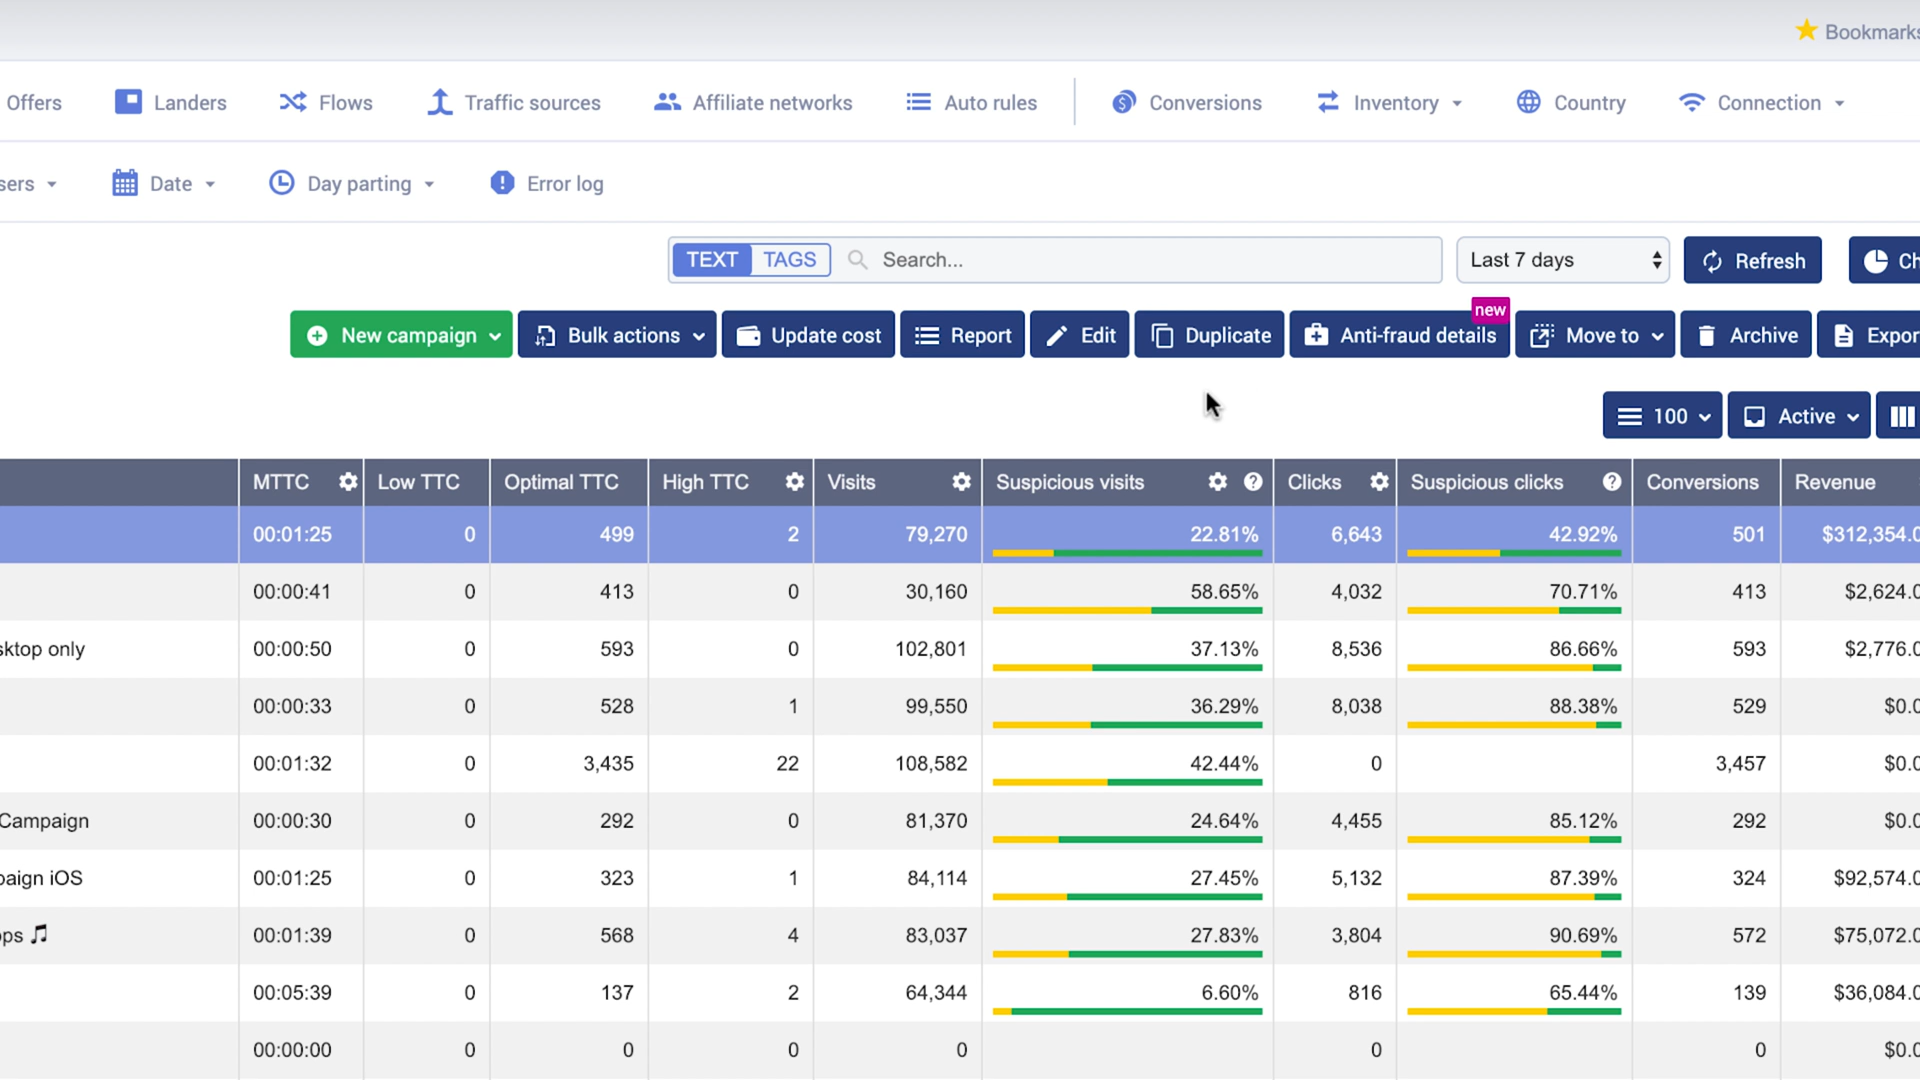 Bookmarks
Offers Landers Flows Traffic sources Affiliate networks Auto rules Conversions Inventory Country Connection
sers Date Day parting Error log
TEXT TAGS Search... Last 7 days Refresh Ch
new
New campaign Bulk actions Update cost Report Edit Duplicate Anti-fraud details Move to Archive Expor
100 Active
MTTC Low TTC Optimal TTC High TTC Visits Suspicious visits Clicks Suspicious clicks Conversions Revenue
00:01:25 0 499 2 79,270 22.81% 6,643 42.92% 501 $312,354.0
00:00:41 0 413 0 30,160 58.65% 4,032 70.71% 413 $2,624.0
sktop only 00:00:50 0 593 0 102,801 37.13% 8,536 86.66% 593 $2,776.0
00:00:33 0 528 1 99,550 36.29% 8,038 88.38% 529 $0.0
00:01:32 0 3,435 22 108,582 42.44% 0 3,457 $0.0
Campaign 00:00:30 0 292 0 81,370 24.64% 4,455 85.12% 292 $0.0
paign iOS 00:01:25 0 323 1 84,114 27.45% 5,132 87.39% 324 $92,574.0
ops 🎵 00:01:39 0 568 4 83,037 27.83% 3,804 90.69% 572 $75,072.0
00:05:39 0 137 2 64,344 6.60% 816 65.44% 139 $36,084.0
00:00:00 0 0 0 0 0 0 $0.0